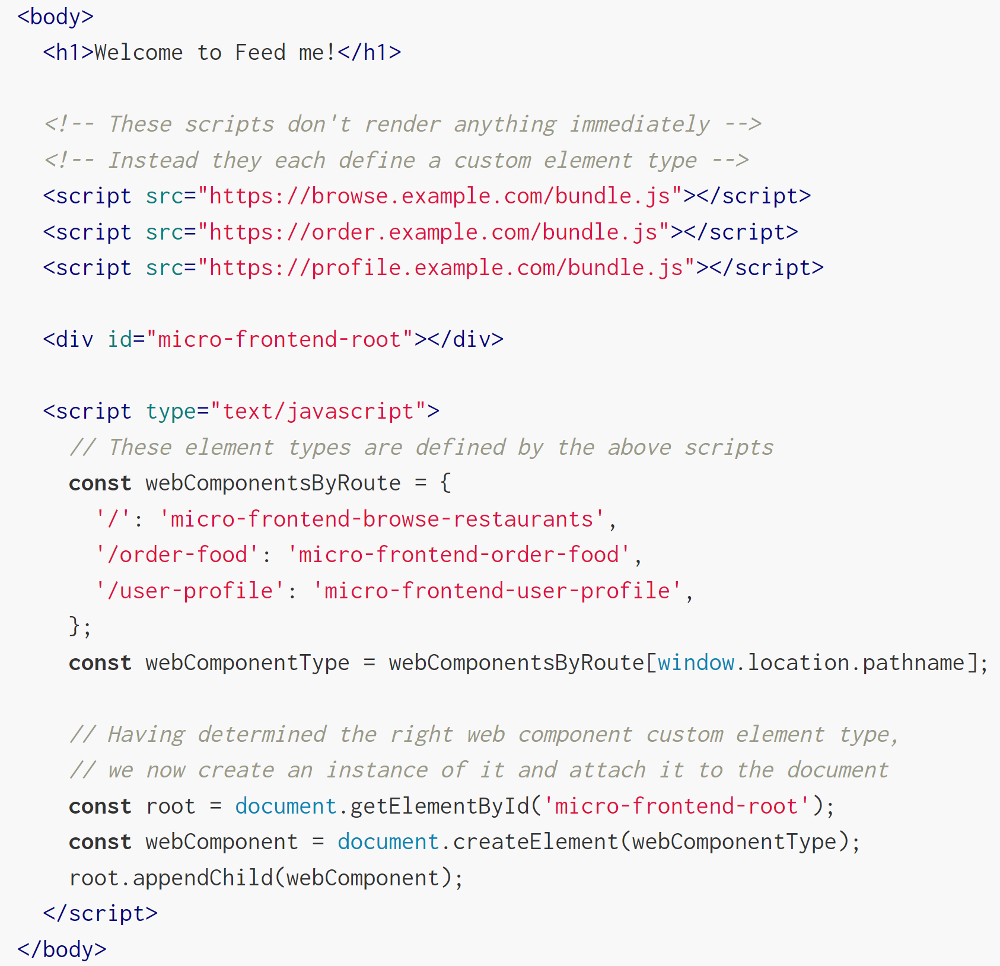 <body>
<h1>Welcome to Feed me!</h1>
<!-- These scripts don't render anything immediately -->
<!-- Instead they each define a custom element type -->
<script src="https://browse.example.com/bundle.js"></script>
<script src="https://order.example.com/bundle.js"></script>
<script src="https://profile.example.com/bundle.js"></script>
<div id="micro-frontend-root"></div>
<script type="text/javascript">
// These element types are defined by the above scripts
const webComponentsByRoute = {
'/': 'micro-frontend-browse-restaurants',
'/order-food': 'micro-frontend-order-food',
'/user-profile': 'micro-frontend-user-profile',
};
const webComponentType = webComponentsByRoute[window.location.pathname];
// Having determined the right web component custom element type,
// we now create an instance of it and attach it to the document
const root = document.getElementById('micro-frontend-root');
const webComponent = document.createElement(webComponentType);
root.appendChild(webComponent);
</script>
</body>